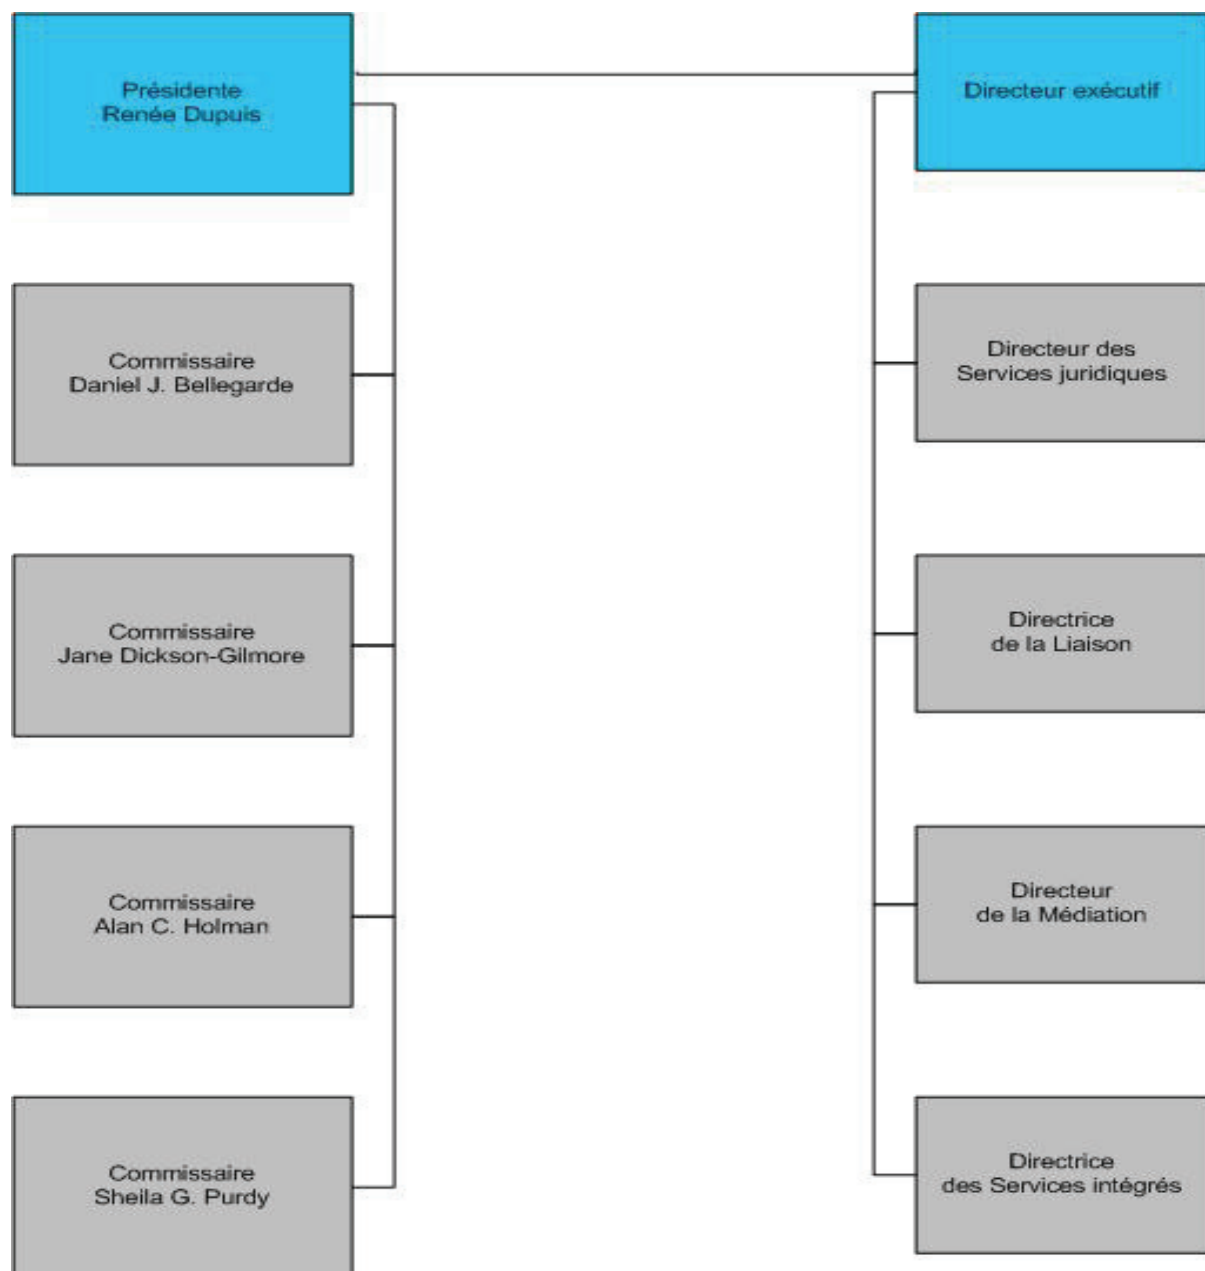 Présidente
Renée Dupuis
Directeur exécutif
Commissaire
Daniel J. Bellegarde
Directeur des
Services juridiques
Commissaire
Jane Dickson-Gilmore
Directrice
de la Liaison
Commissaire
Alan C. Holman
Directeur
de la Médiation
Commissaire
Sheila G. Purdy
Directrice
des Services intégrés